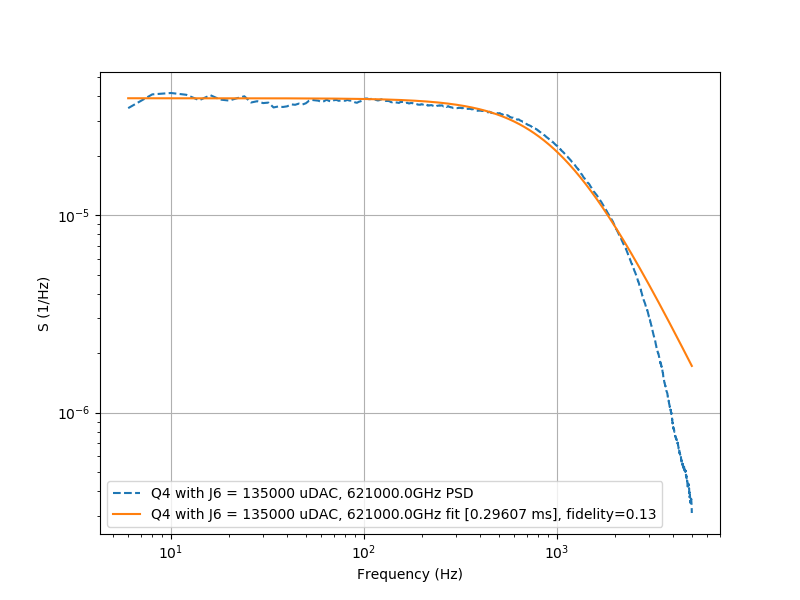 S (1/Hz)
10⁻⁵
10⁻⁶
Q4 with J6 = 135000 uDAC, 621000.0GHz PSD
Q4 with J6 = 135000 uDAC, 621000.0GHz fit [0.29607 ms], fidelity=0.13
10¹ 10² 10³
Frequency (Hz)